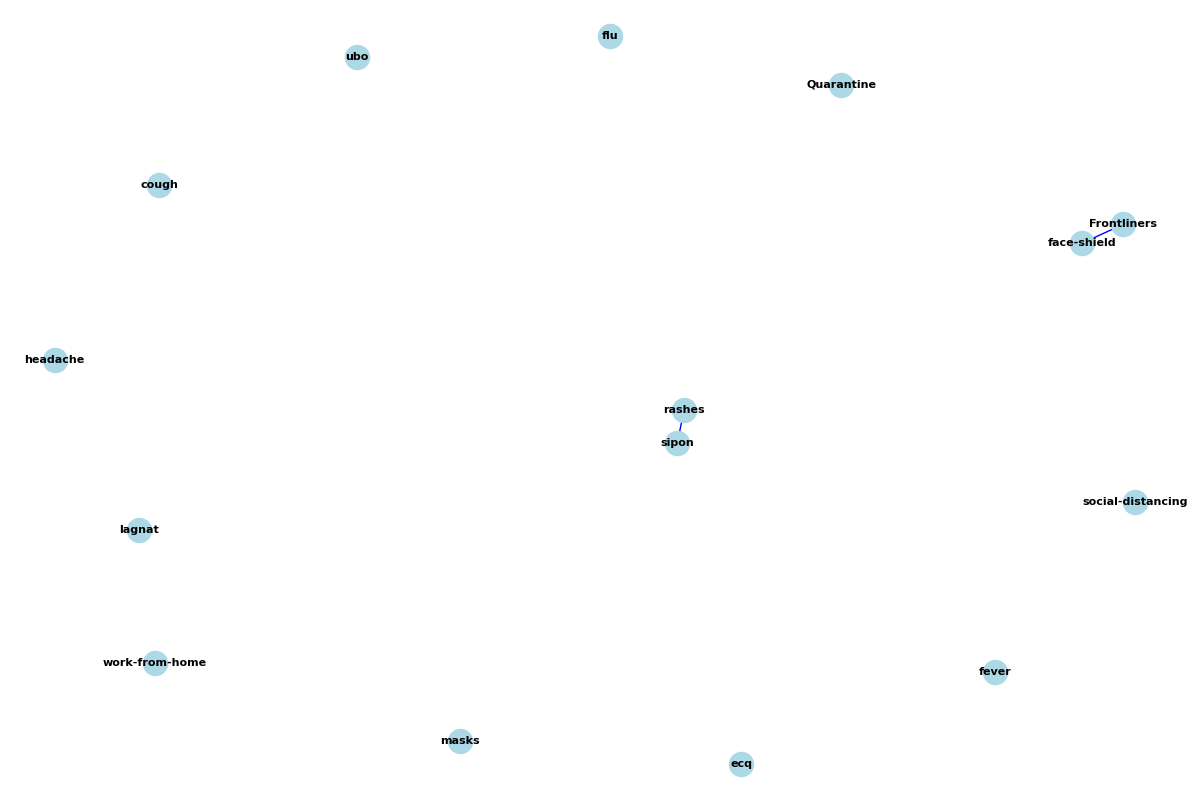 flu
ubo
Quarantine
cough
Frontliners
face-shield
headache
rashes
sipon
social-distancing
lagnat
work-from-home
fever
masks
ecq